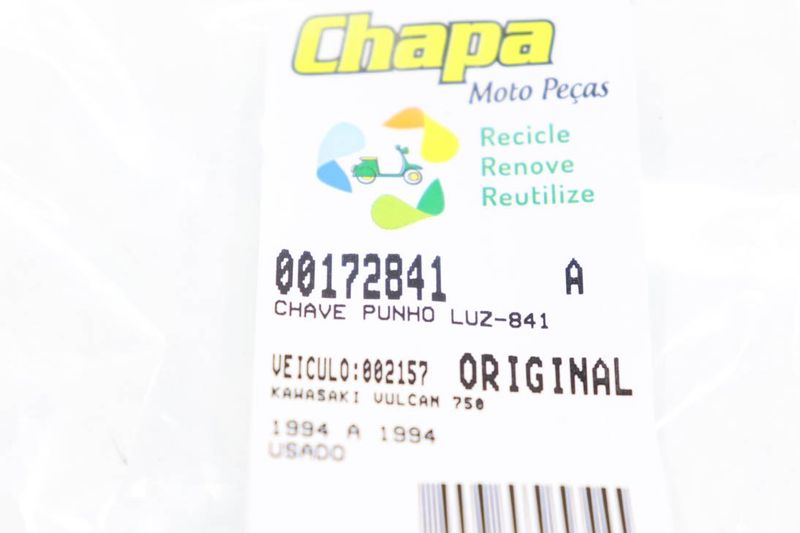 Chapa
Moto Peças
Recicle
Renove
Reutilize
00172841 A
CHAVE PUNHO LUZ-841
VEICULO:002157 ORIGINAL
KAWASAKI VULCAN 750
1994 A 1994
USADO